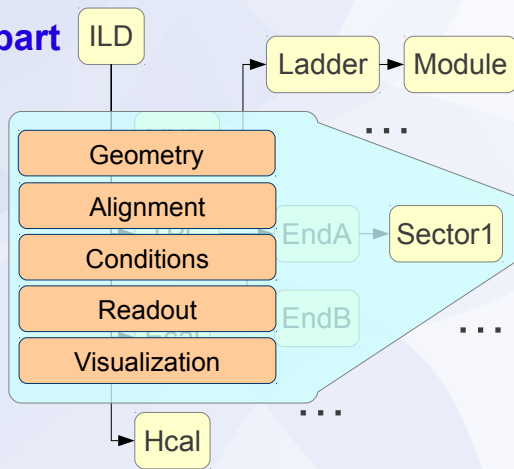 part
ILD
Ladder
Module
...
Geometry
Alignment
Conditions
Readout
Visualization
EndA
Sector1
EndB
...
...
Hcal